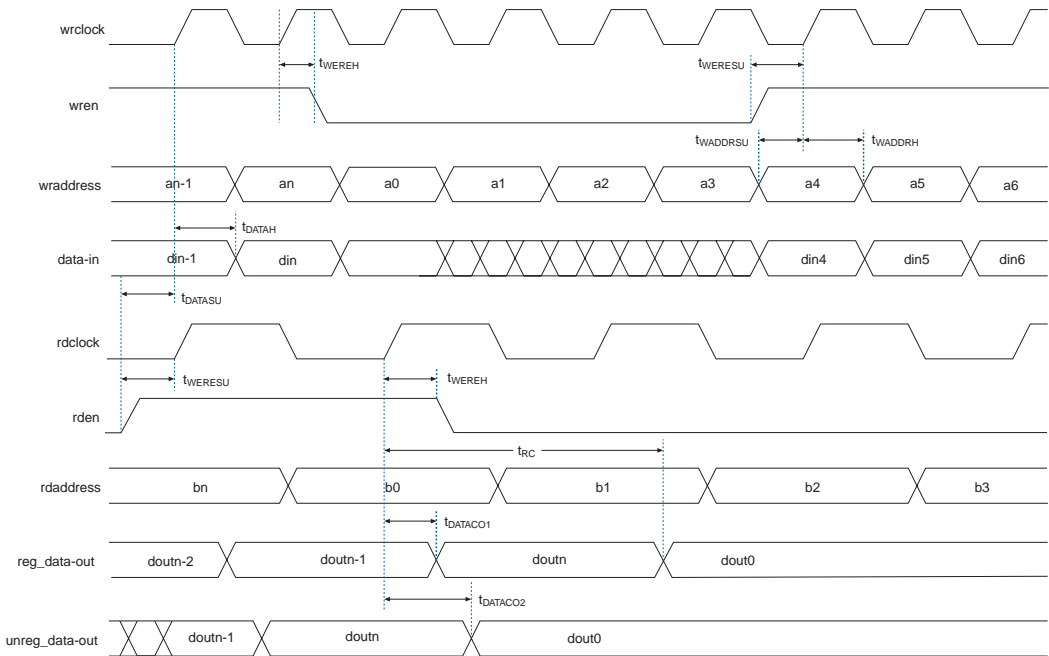 wrclock
tWEREH
tWERESU
wren
tWADDRSU
tWADDRH
wraddress an-1 an a0 a1 a2 a3 a4 a5 a6
tDATAH
data-in din-1 din din4 din5 din6
tDATASU
rdclock
tWERESU
tWEREH
rden
tRC
rdaddress bn b0 b1 b2 b3
tDATACO1
reg_data-out doutn-2 doutn-1 doutn dout0
tDATACO2
unreg_data-out doutn-1 doutn dout0